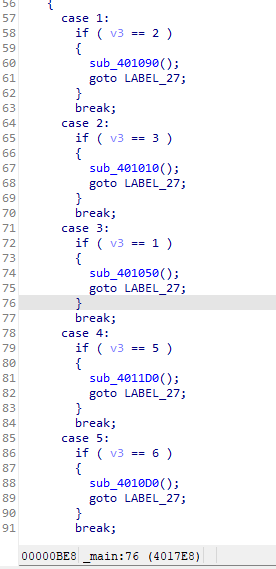 56 {
57 case 1:
58 if ( v3 == 2 )
59 {
60 sub_401090();
61 goto LABEL_27;
62 }
63 break;
64 case 2:
65 if ( v3 == 3 )
66 {
67 sub_401010();
68 goto LABEL_27;
69 }
70 break;
71 case 3:
72 if ( v3 == 1 )
73 {
74 sub_401050();
75 goto LABEL_27;
76 }
77 break;
78 case 4:
79 if ( v3 == 5 )
80 {
81 sub_4011D0();
82 goto LABEL_27;
83 }
84 break;
85 case 5:
86 if ( v3 == 6 )
87 {
88 sub_4010D0();
89 goto LABEL_27;
90 }
91 break;
00000BE8 _main:76 (4017E8)